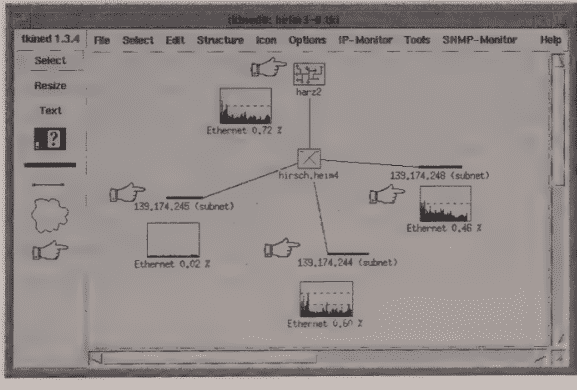 tkined 1.3.4 File Select Edit Structure Icon Options IP-Monitor Tools SNMP-Monitor Help
Select
Resize
Text
?
harz2
Ethernet 0.72 %
hirsch.heim4
139.174.248 (subnet)
139.174.245 (subnet)
Ethernet 0.46 %
Ethernet 0.02 %
139.174.244 (subnet)
Ethernet